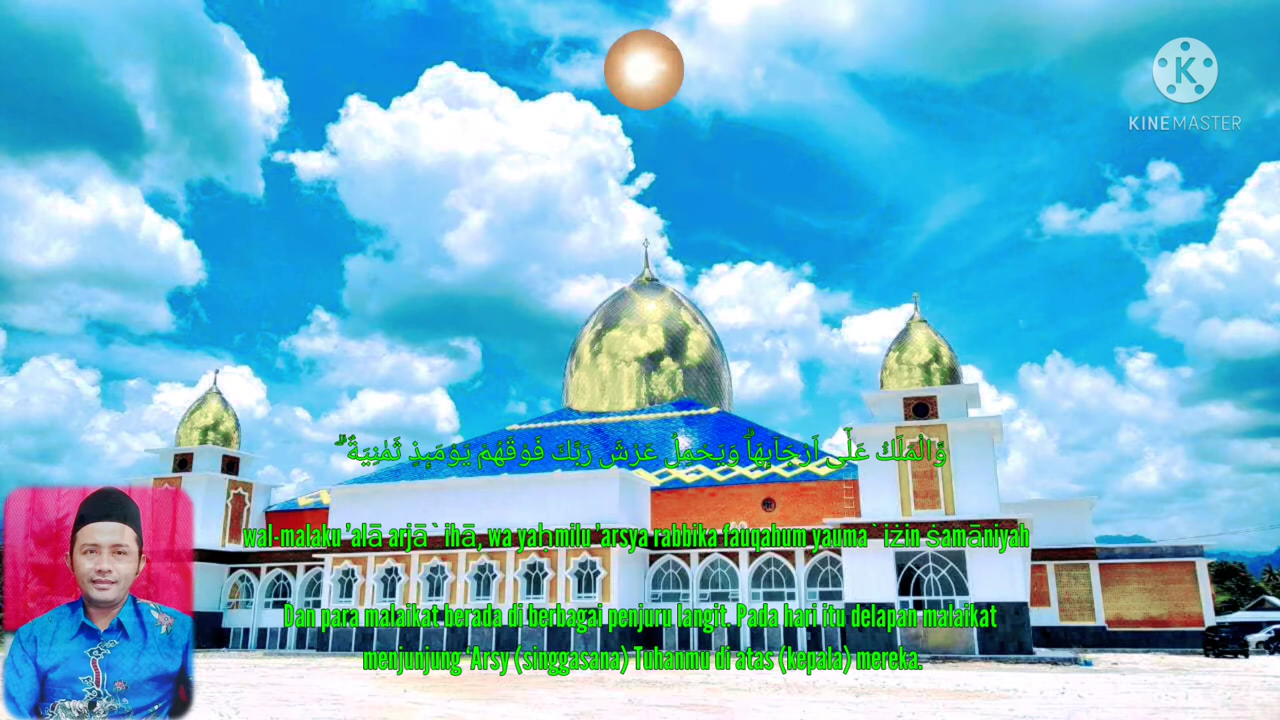 KINEMASTER
وَّالْمَلَكُ عَلٰٓى اَرْجَاۤىِٕهَاۗ وَيَحْمِلُ عَرْشَ رَبِّكَ فَوْقَهُمْ يَوْمَىِٕذٍ ثَمٰنِيَةٌ ۗ
wal-malaku 'alā arjā`ihā, wa yaḥmilu 'arsya rabbika fauqahum yauma`iżin ṡamāniyah
Dan para malaikat berada di berbagai penjuru langit. Pada hari itu delapan malaikat
menjunjung 'Arsy (singgasana) Tuhanmu di atas (kepala) mereka.